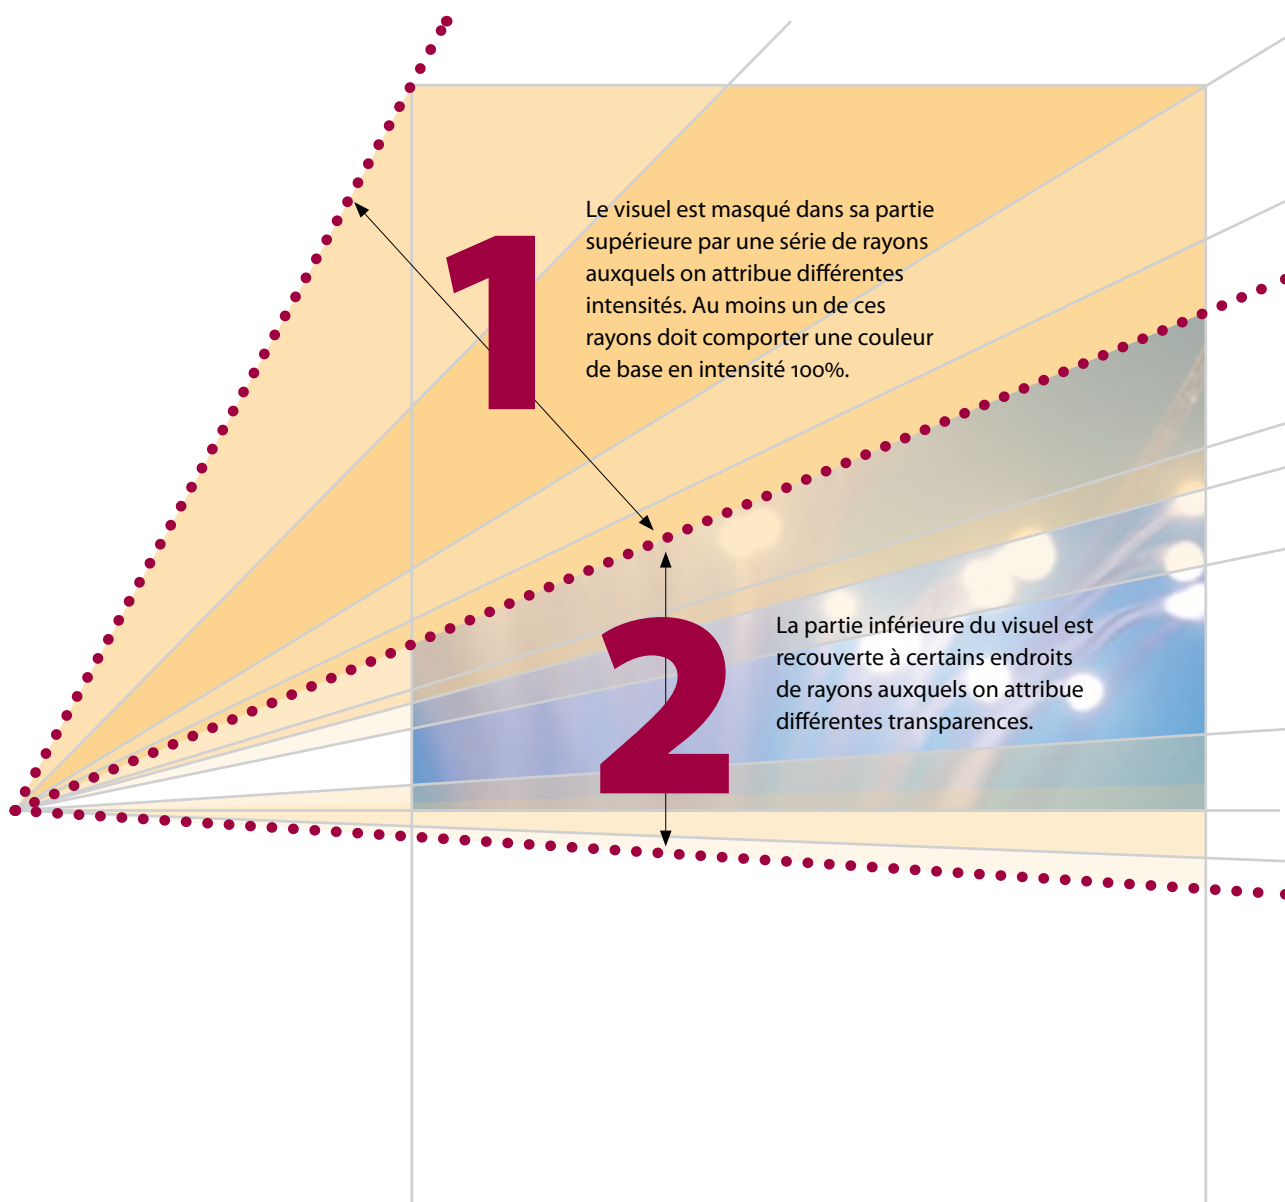 1
Le visuel est masqué dans sa partie
supérieure par une série de rayons
auxquels on attribue différentes
intensités. Au moins un de ces
rayons doit comporter une couleur
de base en intensité 100%.
2
La partie inférieure du visuel est
recouverte à certains endroits
de rayons auxquels on attribue
différentes transparences.